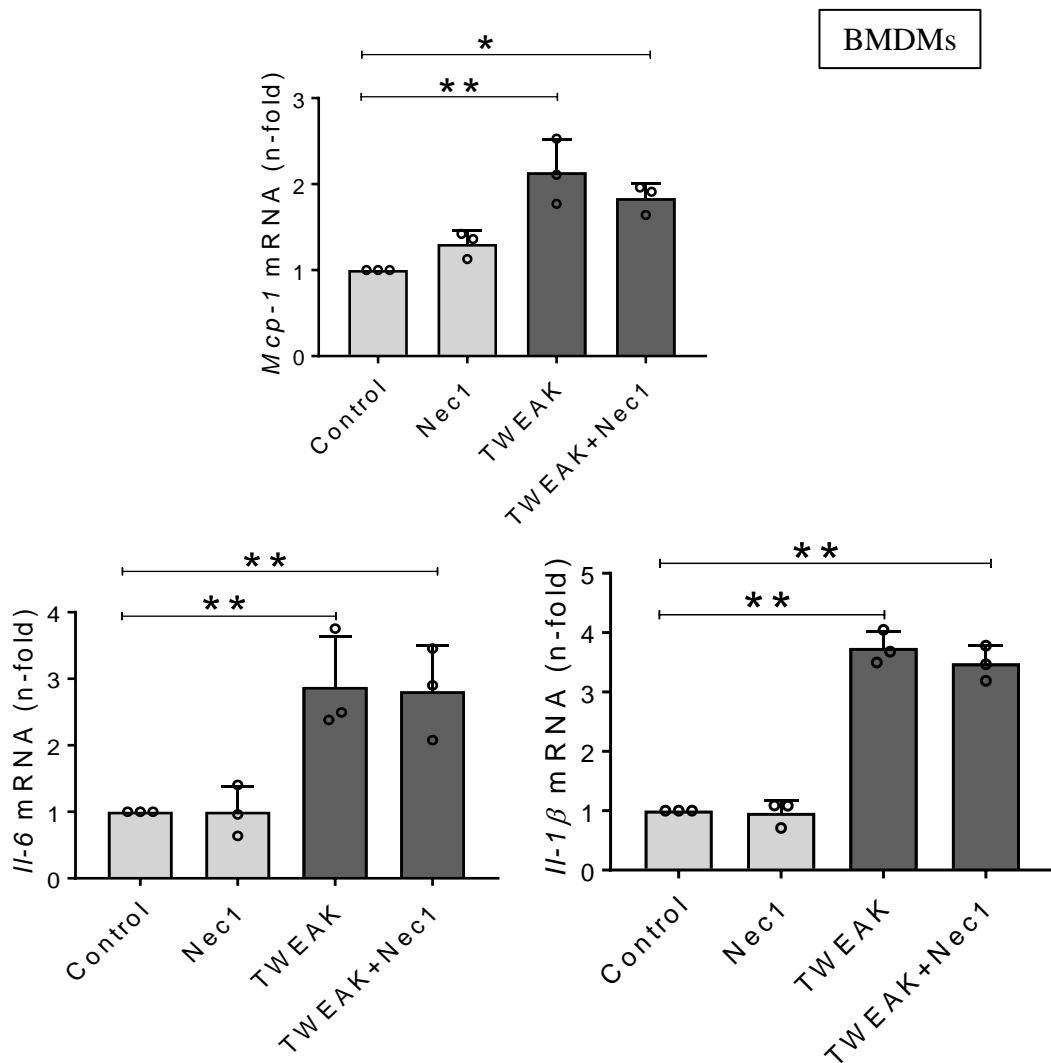 BMDMs
*
**
Mcp-1 mRNA (n-fold)
3
2
1
0
Control
Nec1
TWEAK
TWEAK+Nec1
**
**
Il-6 mRNA (n-fold)
4
3
2
1
0
Control
Nec1
TWEAK
TWEAK+Nec1
**
**
Il-1β mRNA (n-fold)
5
4
3
2
1
0
Control
Nec1
TWEAK
TWEAK+Nec1